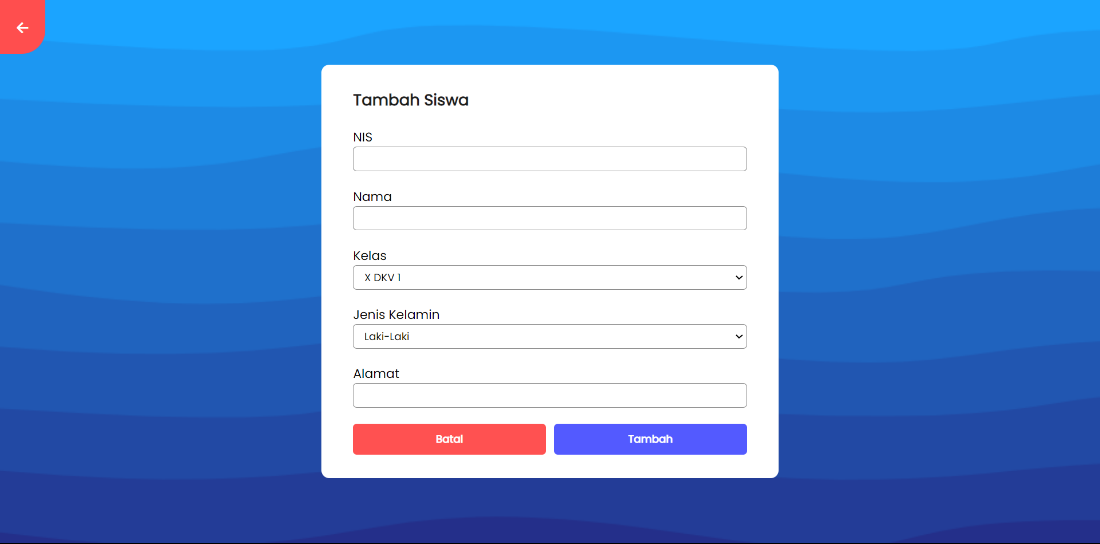 Tambah Siswa
NIS
Nama
Kelas
X DKV 1
Jenis Kelamin
Laki-Laki
Alamat
Batal
Tambah